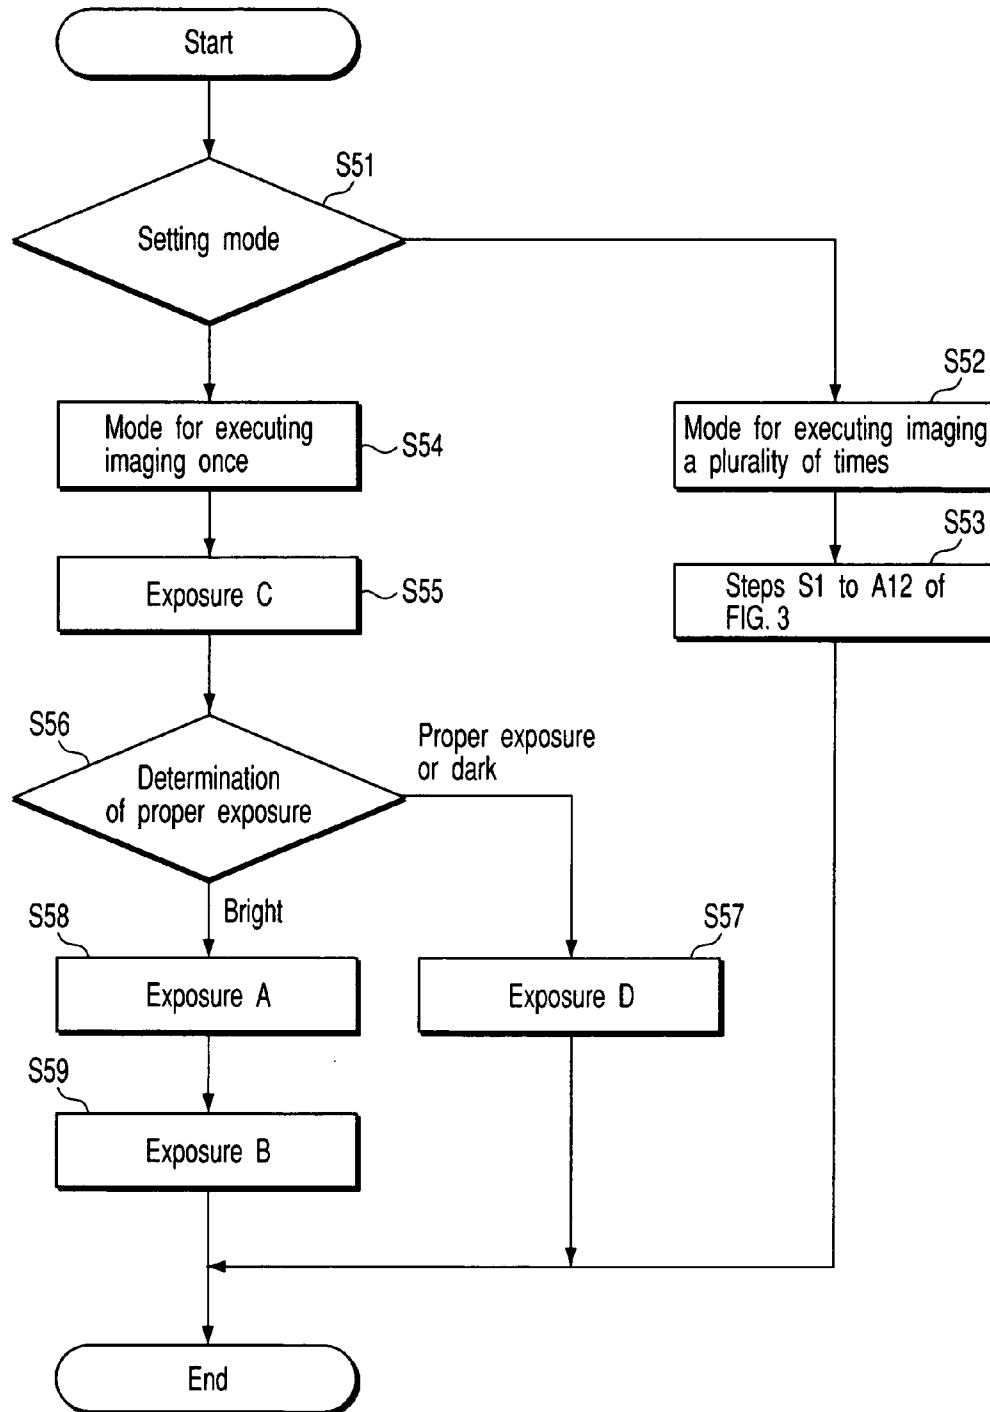 Start
S51
Setting mode
S52
Mode for executing
imaging once
S54
Mode for executing imaging
a plurality of times
S53
Exposure C
S55
Steps S1 to A12 of
FIG. 3
S56
Determination
of proper exposure
Proper exposure
or dark
Bright
S58
S57
Exposure A
Exposure D
S59
Exposure B
End